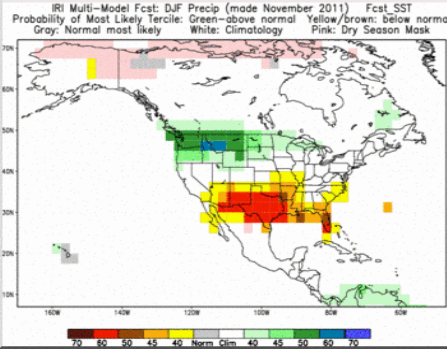 IRI Multi-Model Fcst: DJF Precip (made November 2011) Fcst_SST
Probability of Most Likely Tercile: Green-above normal Yellow/brown: below norma
Gray: Normal most likely White: Climatology Pink: Dry Season Mask
70N
60N
50N
40N
30N
20N
10N
160W 140W 120W 100W 80W 60W
70 60 50 45 40 Norm Clim 40 45 50 60 70